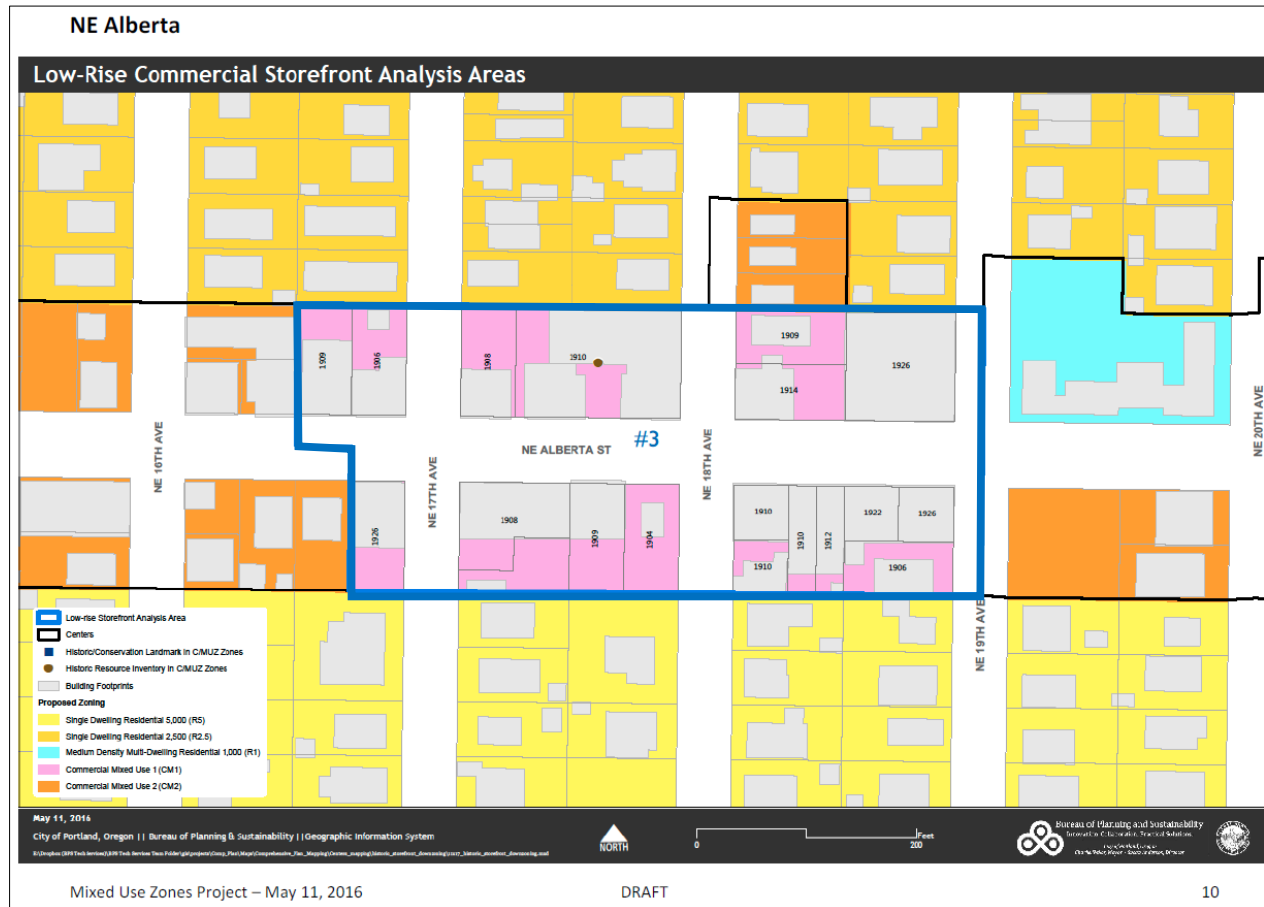 NE Alberta
Low-Rise Commercial Storefront Analysis Areas
1909
1906
1908
1910
1909
1914
1926
#3
NE ALBERTA ST
NE 16TH AVE
NE 17TH AVE
NE 18TH AVE
NE 19TH AVE
NE 20TH AVE
1926
1908
1909
1904
1910
1910
1910
1912
1922
1926
1906
Low-rise Storefront Analysis Area
Centers
Historic/Conservation Landmark in C/MUZ Zones
Historic Resource Inventory in C/MUZ Zones
Building Footprints
Proposed Zoning
Single Dwelling Residential 5,000 (R5)
Single Dwelling Residential 2,500 (R2.5)
Medium Density Multi-Dwelling Residential 1,000 (R1)
Commercial Mixed Use 1 (CM1)
Commercial Mixed Use 2 (CM2)
May 11, 2016
City of Portland, Oregon || Bureau of Planning & Sustainability || Geographic Information System
NORTH
0
200
Feet
Bureau of Planning and Sustainability
Innovation. Collaboration. Practical Solutions.
Mixed Use Zones Project – May 11, 2016
DRAFT
10